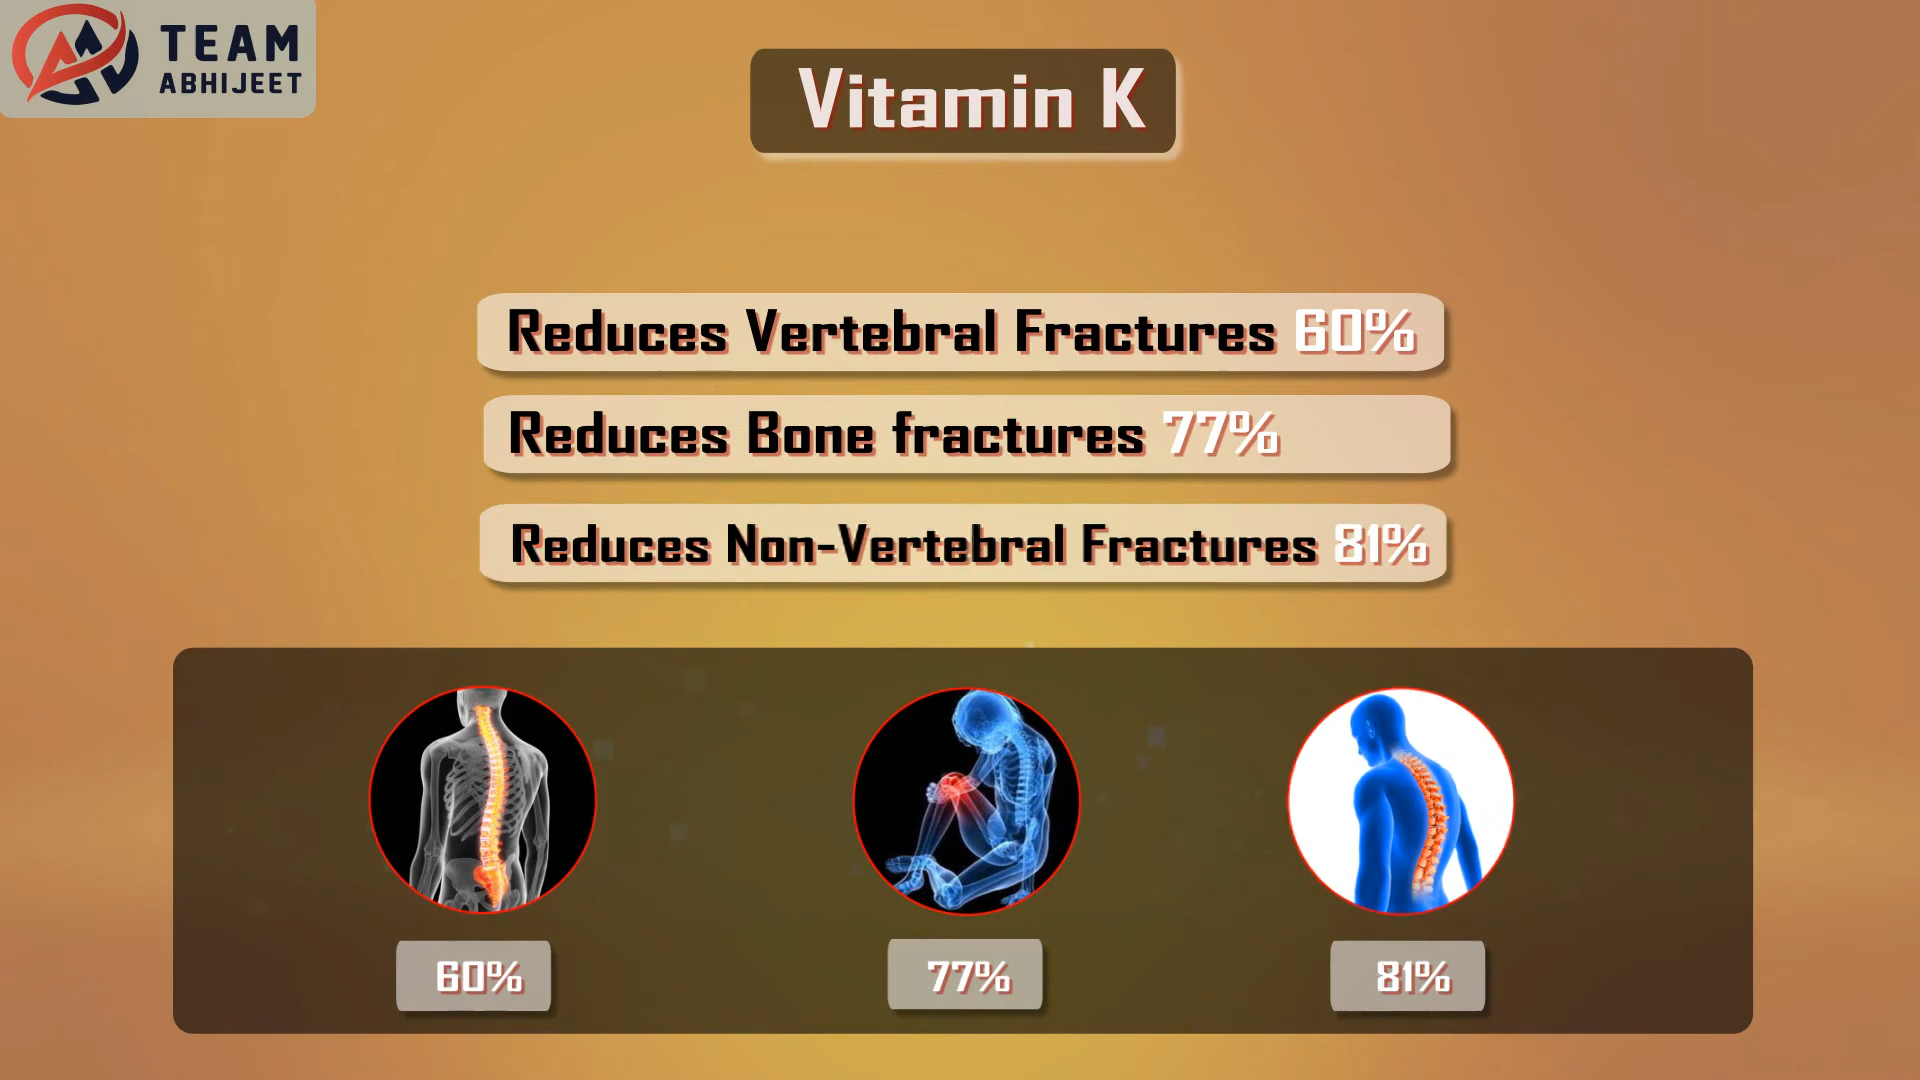 TEAM
ABHIJEET
Vitamin K
Reduces Vertebral Fractures 60%
Reduces Bone fractures 77%
Reduces Non-Vertebral Fractures 81%
60%
77%
81%